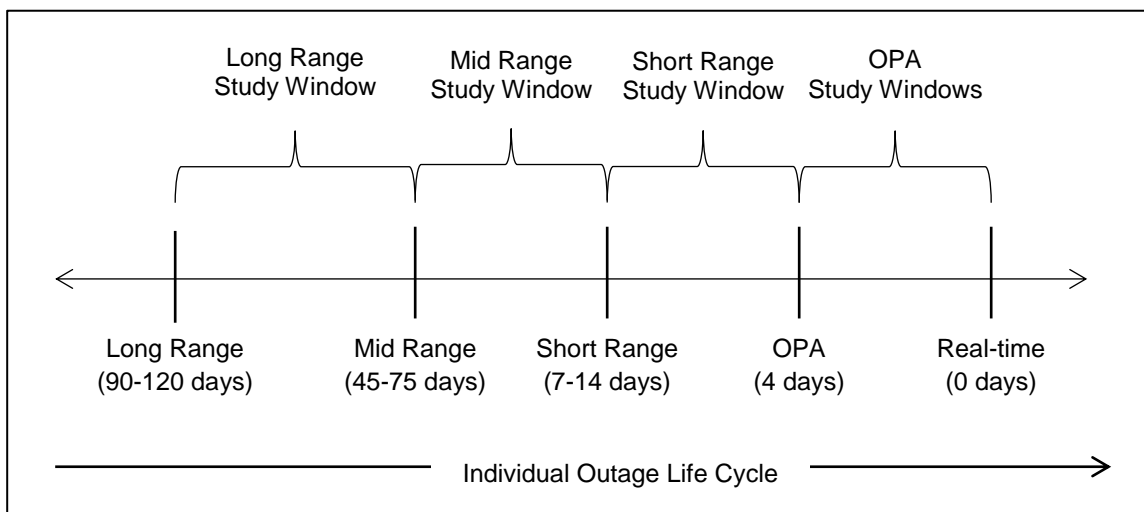 Long Range
Study Window
Mid Range
Study Window
Short Range
Study Window
OPA
Study Windows
Long Range
(90-120 days)
Mid Range
(45-75 days)
Short Range
(7-14 days)
OPA
(4 days)
Real-time
(0 days)
Individual Outage Life Cycle